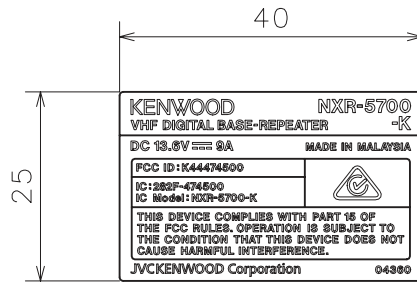 40
25
KENWOOD NXR-5700
VHF DIGITAL BASE-REPEATER -K
DC 13.6V⎓9A MADE IN MALAYSIA
FCC ID:K44474500
IC:282F-474500
IC Model:NXR-5700-K
THIS DEVICE COMPLIES WITH PART 15 OF
THE FCC RULES. OPERATION IS SUBJECT TO
THE CONDITION THAT THIS DEVICE DOES NOT
CAUSE HARMFUL INTERFERENCE.
JVCKENWOOD Corporation 04360